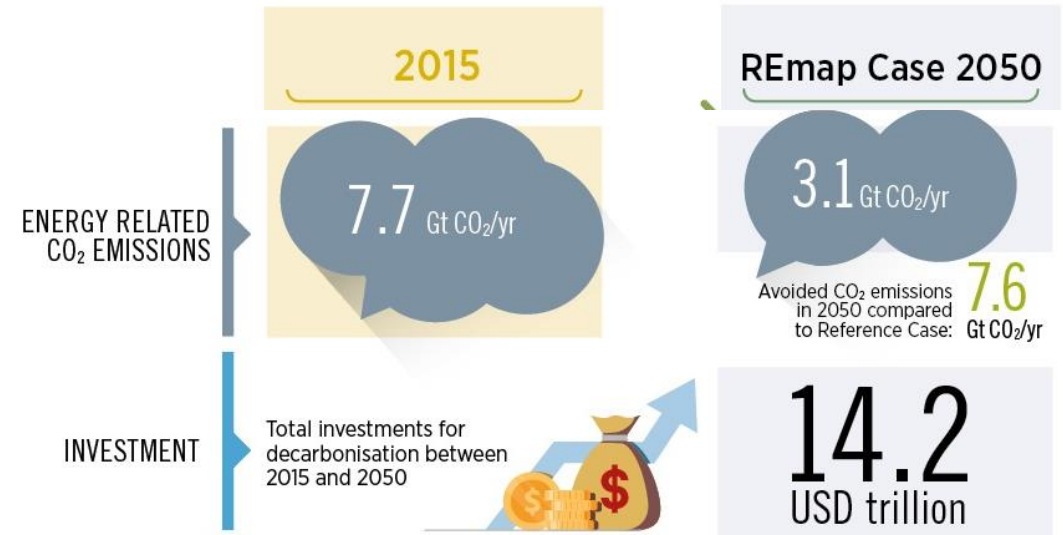 2015
REmap Case 2050
ENERGY RELATED
CO₂ EMISSIONS
7.7 Gt CO₂/yr
3.1 Gt CO₂/yr
Avoided CO₂ emissions
in 2050 compared
to Reference Case:
7.6
Gt CO₂/yr
INVESTMENT
Total investments for
decarbonisation between
2015 and 2050
$
$
14.2
USD trillion